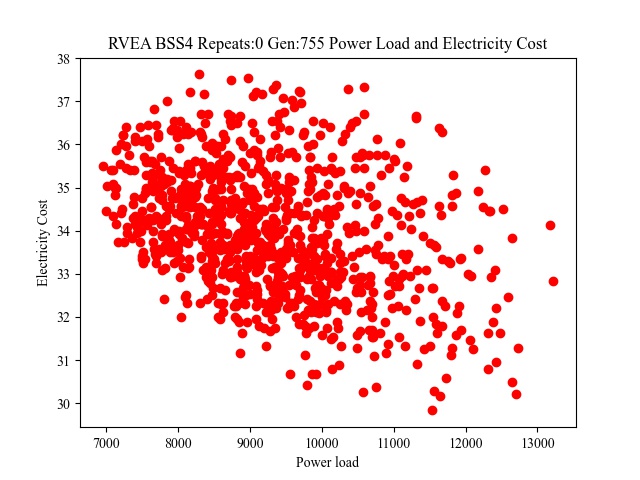 RVEA BSS4 Repeats:0 Gen:755 Power Load and Electricity Cost
38
37
36
35
34
33
32
31
30
Electricity Cost
7000 8000 9000 10000 11000 12000 13000
Power load